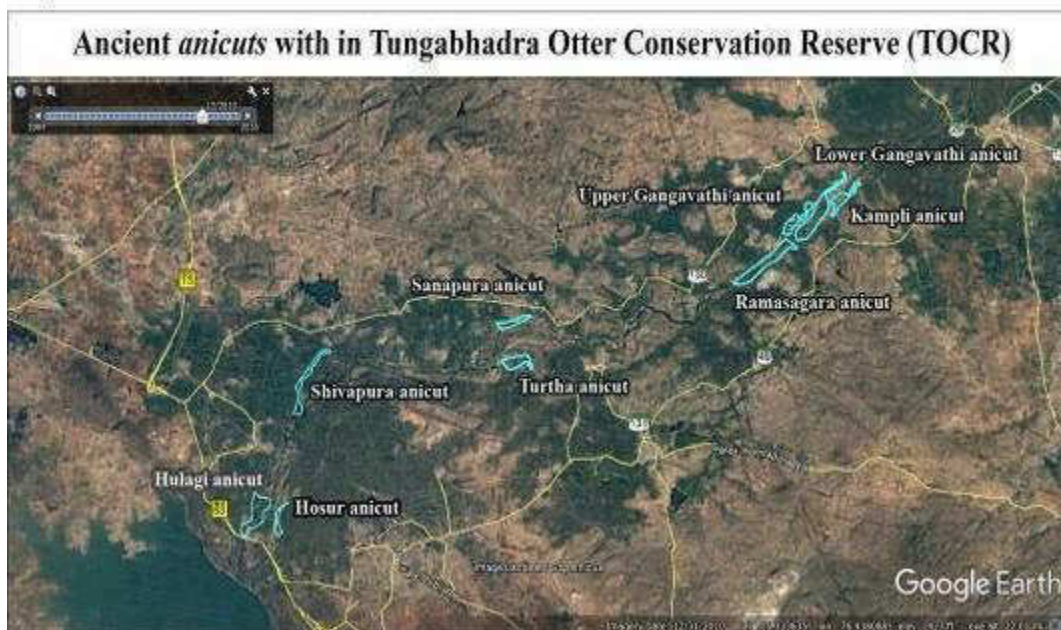 Ancient anicuts with in Tungabhadra Otter Conservation Reserve (TOCR)
Lower Gangavathi anicut
Upper Gangavathi anicut
Kampli anicut
Sanapura anicut
Ramasagara anicut
Shivapura anicut
Turtha anicut
Hulagi anicut
Hosur anicut
Google Earth